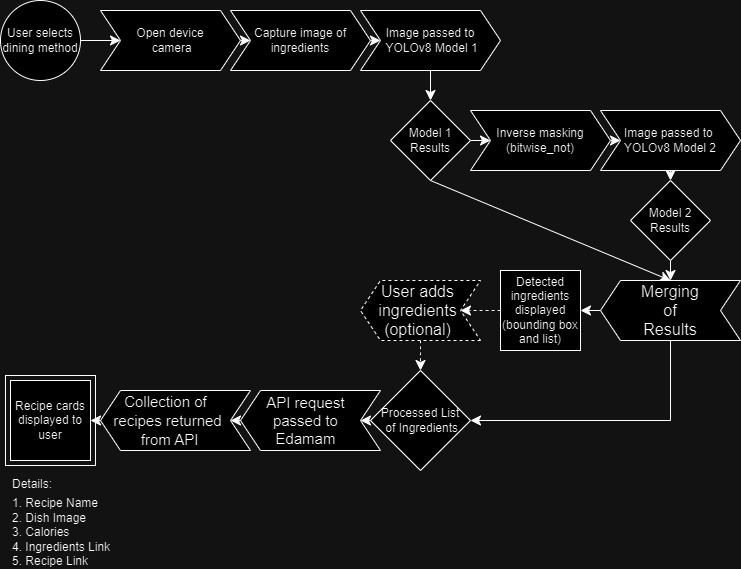 User selects
dining method
Open device
camera
Capture image of
ingredients
Image passed to
YOLOv8 Model 1
Model 1
Results
Inverse masking
(bitwise_not)
Image passed to
YOLOv8 Model 2
Model 2
Results
Merging
of
Results
Detected
ingredients
displayed
(bounding box
and list)
User adds
ingredients
(optional)
Processed List
of Ingredients
API request
passed to
Edamam
Collection of
recipes returned
from API
Recipe cards
displayed to
user
Details:
1. Recipe Name
2. Dish Image
3. Calories
4. Ingredients Link
5. Recipe Link